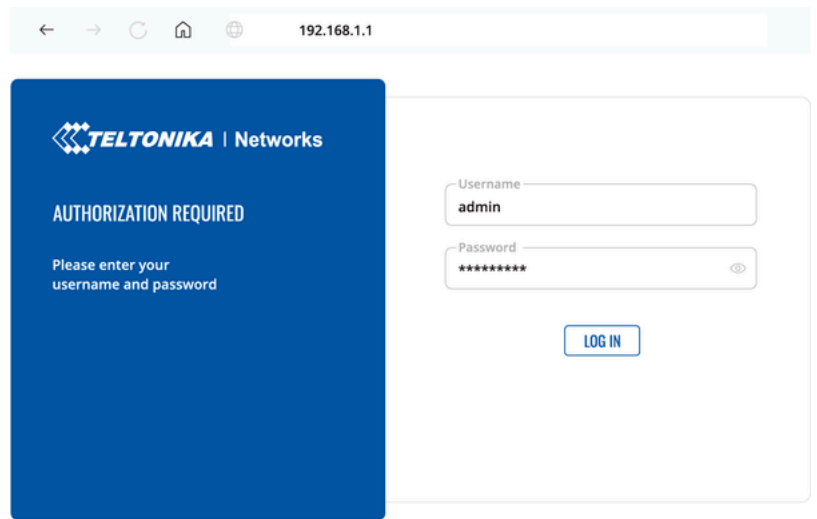 192.168.1.1
TELTONIKA | Networks
AUTHORIZATION REQUIRED
Please enter your
username and password
Username
admin
Password
*********
LOG IN